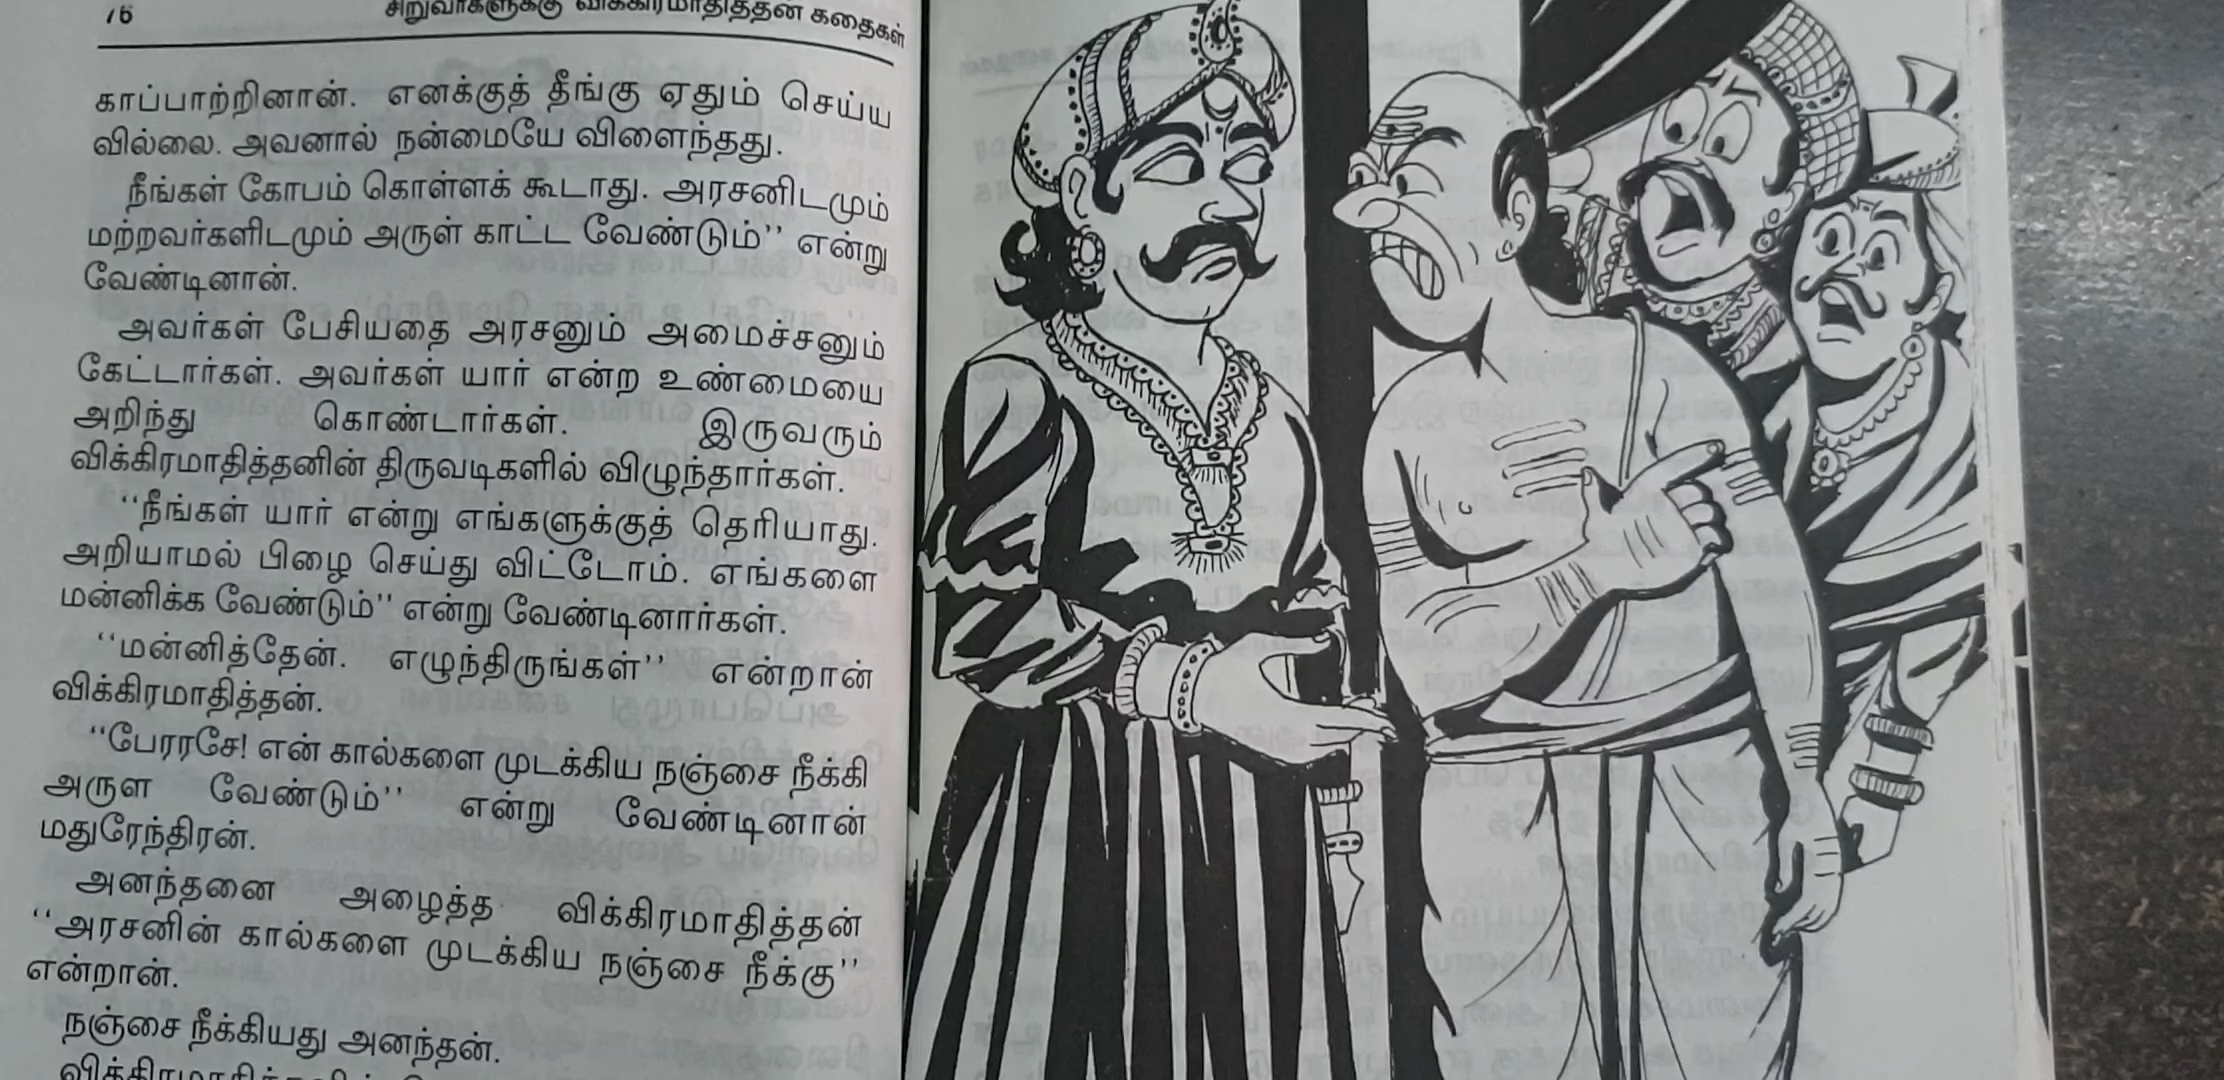 76 சிறுவர்களுக்கு விக்கிரமாதித்தன் கதைகள்
காப்பாற்றினான். எனக்குத் தீங்கு ஏதும் செய்ய
வில்லை. அவனால் நன்மையே விளைந்தது.
நீங்கள் கோபம் கொள்ளக் கூடாது. அரசனிடமும்
மற்றவர்களிடமும் அருள் காட்ட வேண்டும்’’ என்று
வேண்டினான்.
அவர்கள் பேசியதை அரசனும் அமைச்சனும்
கேட்டார்கள். அவர்கள் யார் என்ற உண்மையை
அறிந்து கொண்டார்கள். இருவரும்
விக்கிரமாதித்தனின் திருவடிகளில் விழுந்தார்கள்.
‘‘நீங்கள் யார் என்று எங்களுக்குத் தெரியாது.
அறியாமல் பிழை செய்து விட்டோம். எங்களை
மன்னிக்க வேண்டும்’’ என்று வேண்டினார்கள்.
‘‘மன்னித்தேன். எழுந்திருங்கள்’’ என்றான்
விக்கிரமாதித்தன்.
‘‘பேரரசே! என் கால்களை முடக்கிய நஞ்சை நீக்கி
அருள வேண்டும்’’ என்று வேண்டினான்
மதுரேந்திரன்.
அனந்தனை அழைத்த விக்கிரமாதித்தன்
‘‘அரசனின் கால்களை முடக்கிய நஞ்சை நீக்கு’’
என்றான்.
நஞ்சை நீக்கியது அனந்தன்.